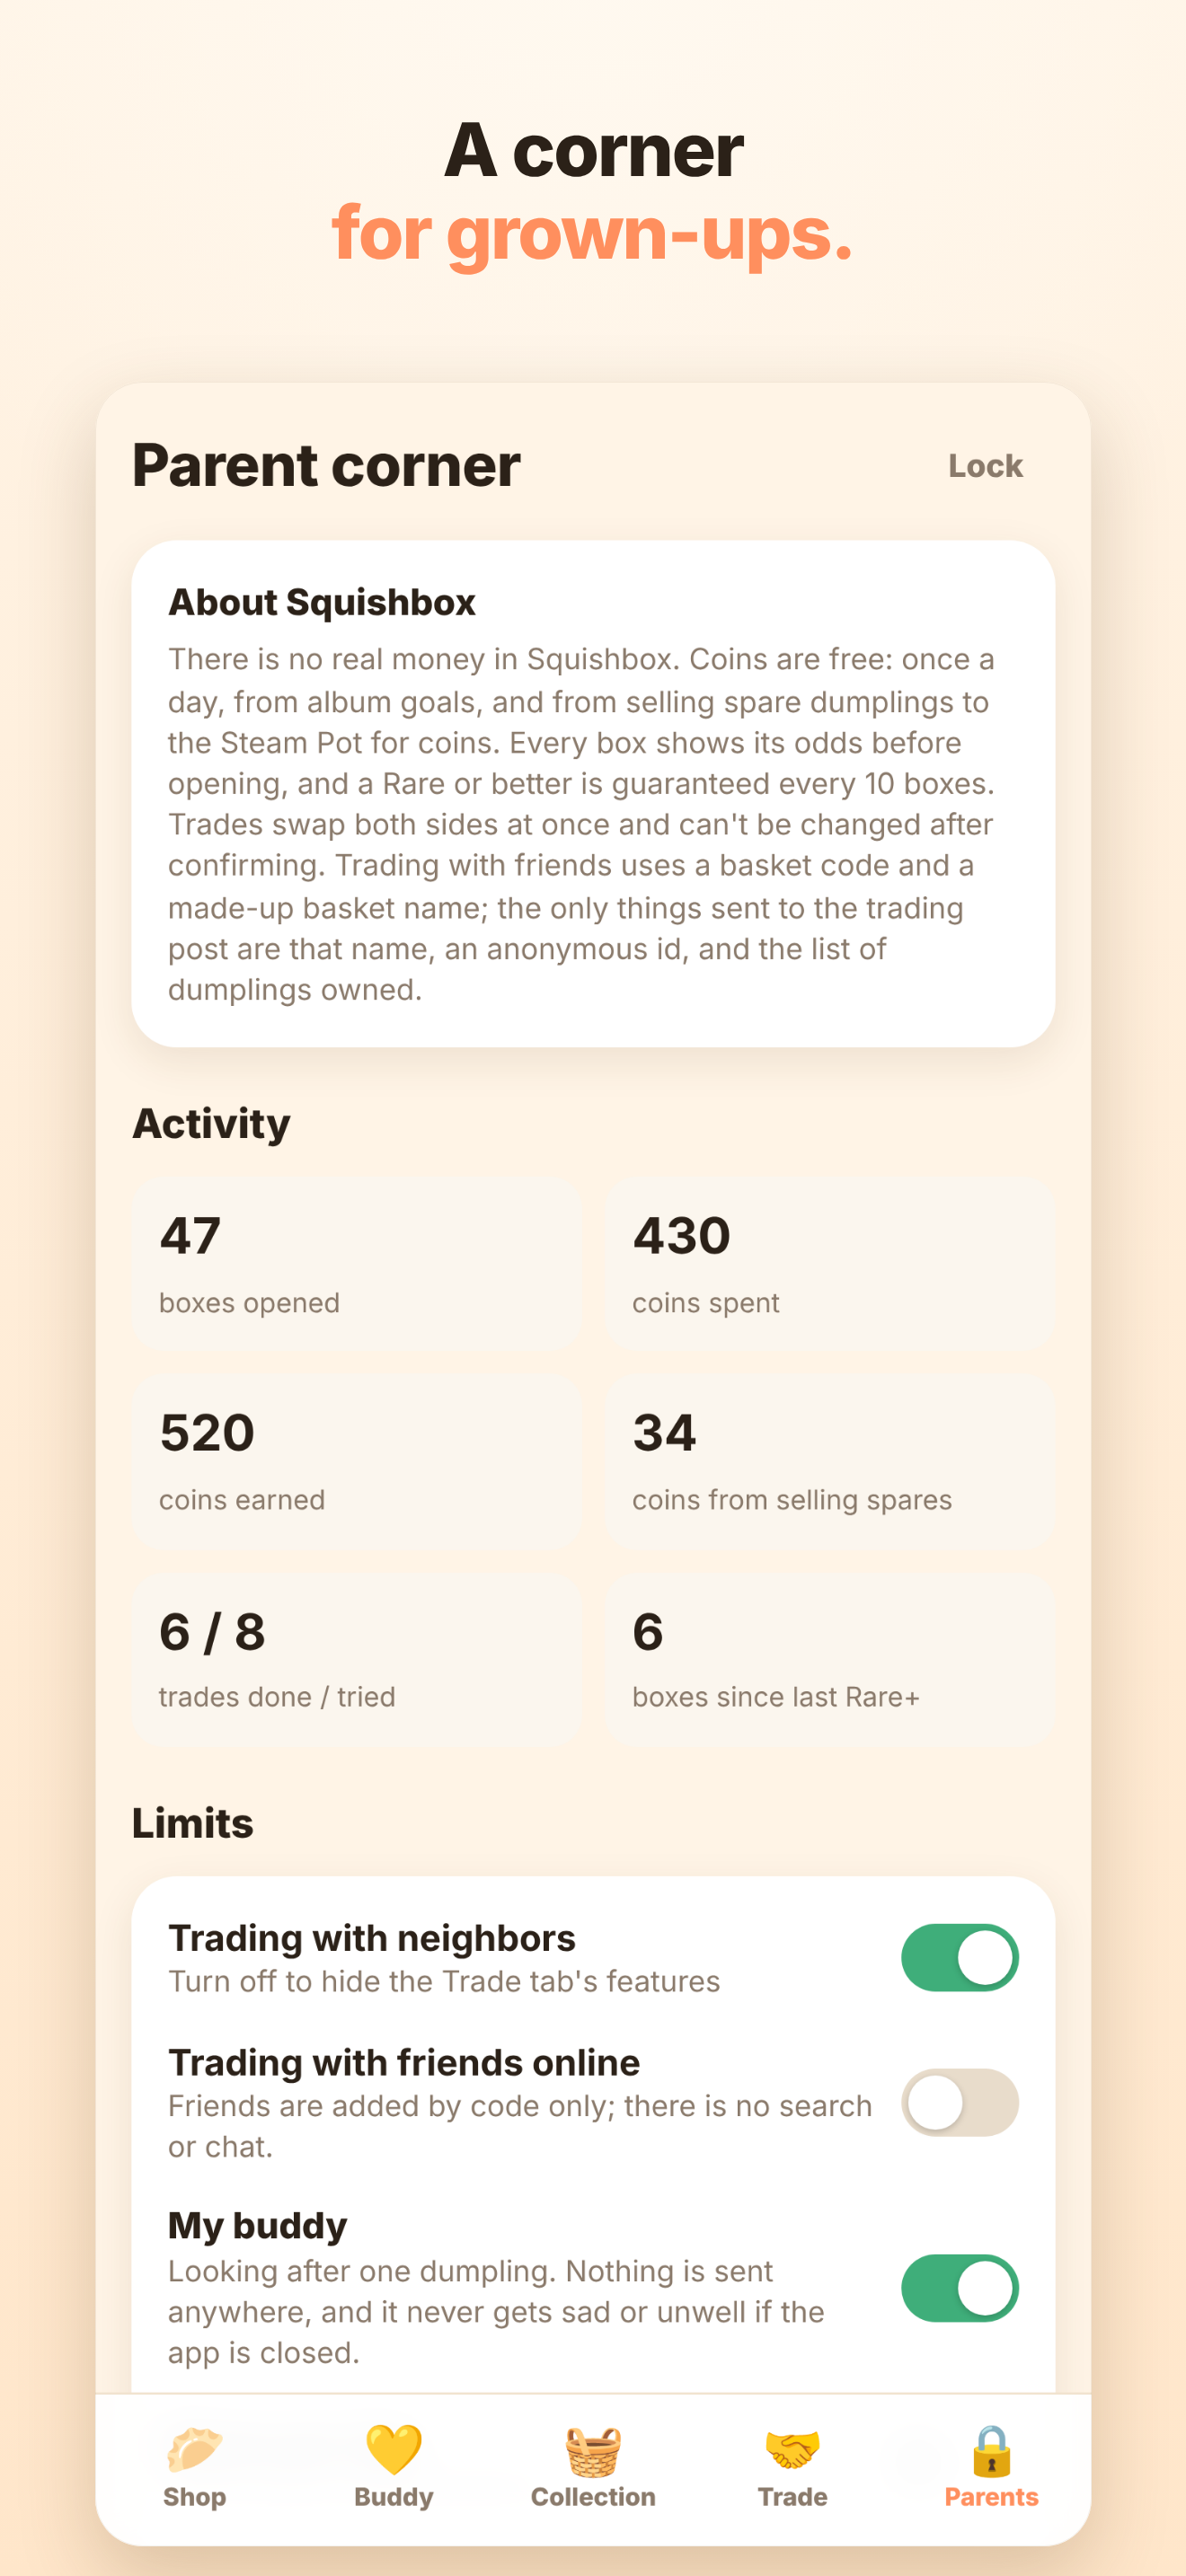 A corner
for grown-ups.
Parent corner
Lock
About Squishbox
There is no real money in Squishbox. Coins are free: once a
day, from album goals, and from selling spare dumplings to
the Steam Pot for coins. Every box shows its odds before
opening, and a Rare or better is guaranteed every 10 boxes.
Trades swap both sides at once and can't be changed after
confirming. Trading with friends uses a basket code and a
made-up basket name; the only things sent to the trading
post are that name, an anonymous id, and the list of
dumplings owned.
Activity
47
boxes opened
430
coins spent
520
coins earned
34
coins from selling spares
6 / 8
trades done / tried
6
boxes since last Rare+
Limits
Trading with neighbors
Turn off to hide the Trade tab's features
Trading with friends online
Friends are added by code only; there is no search
or chat.
My buddy
Looking after one dumpling. Nothing is sent
anywhere, and it never gets sad or unwell if the
app is closed.
Shop
Buddy
Collection
Trade
Parents